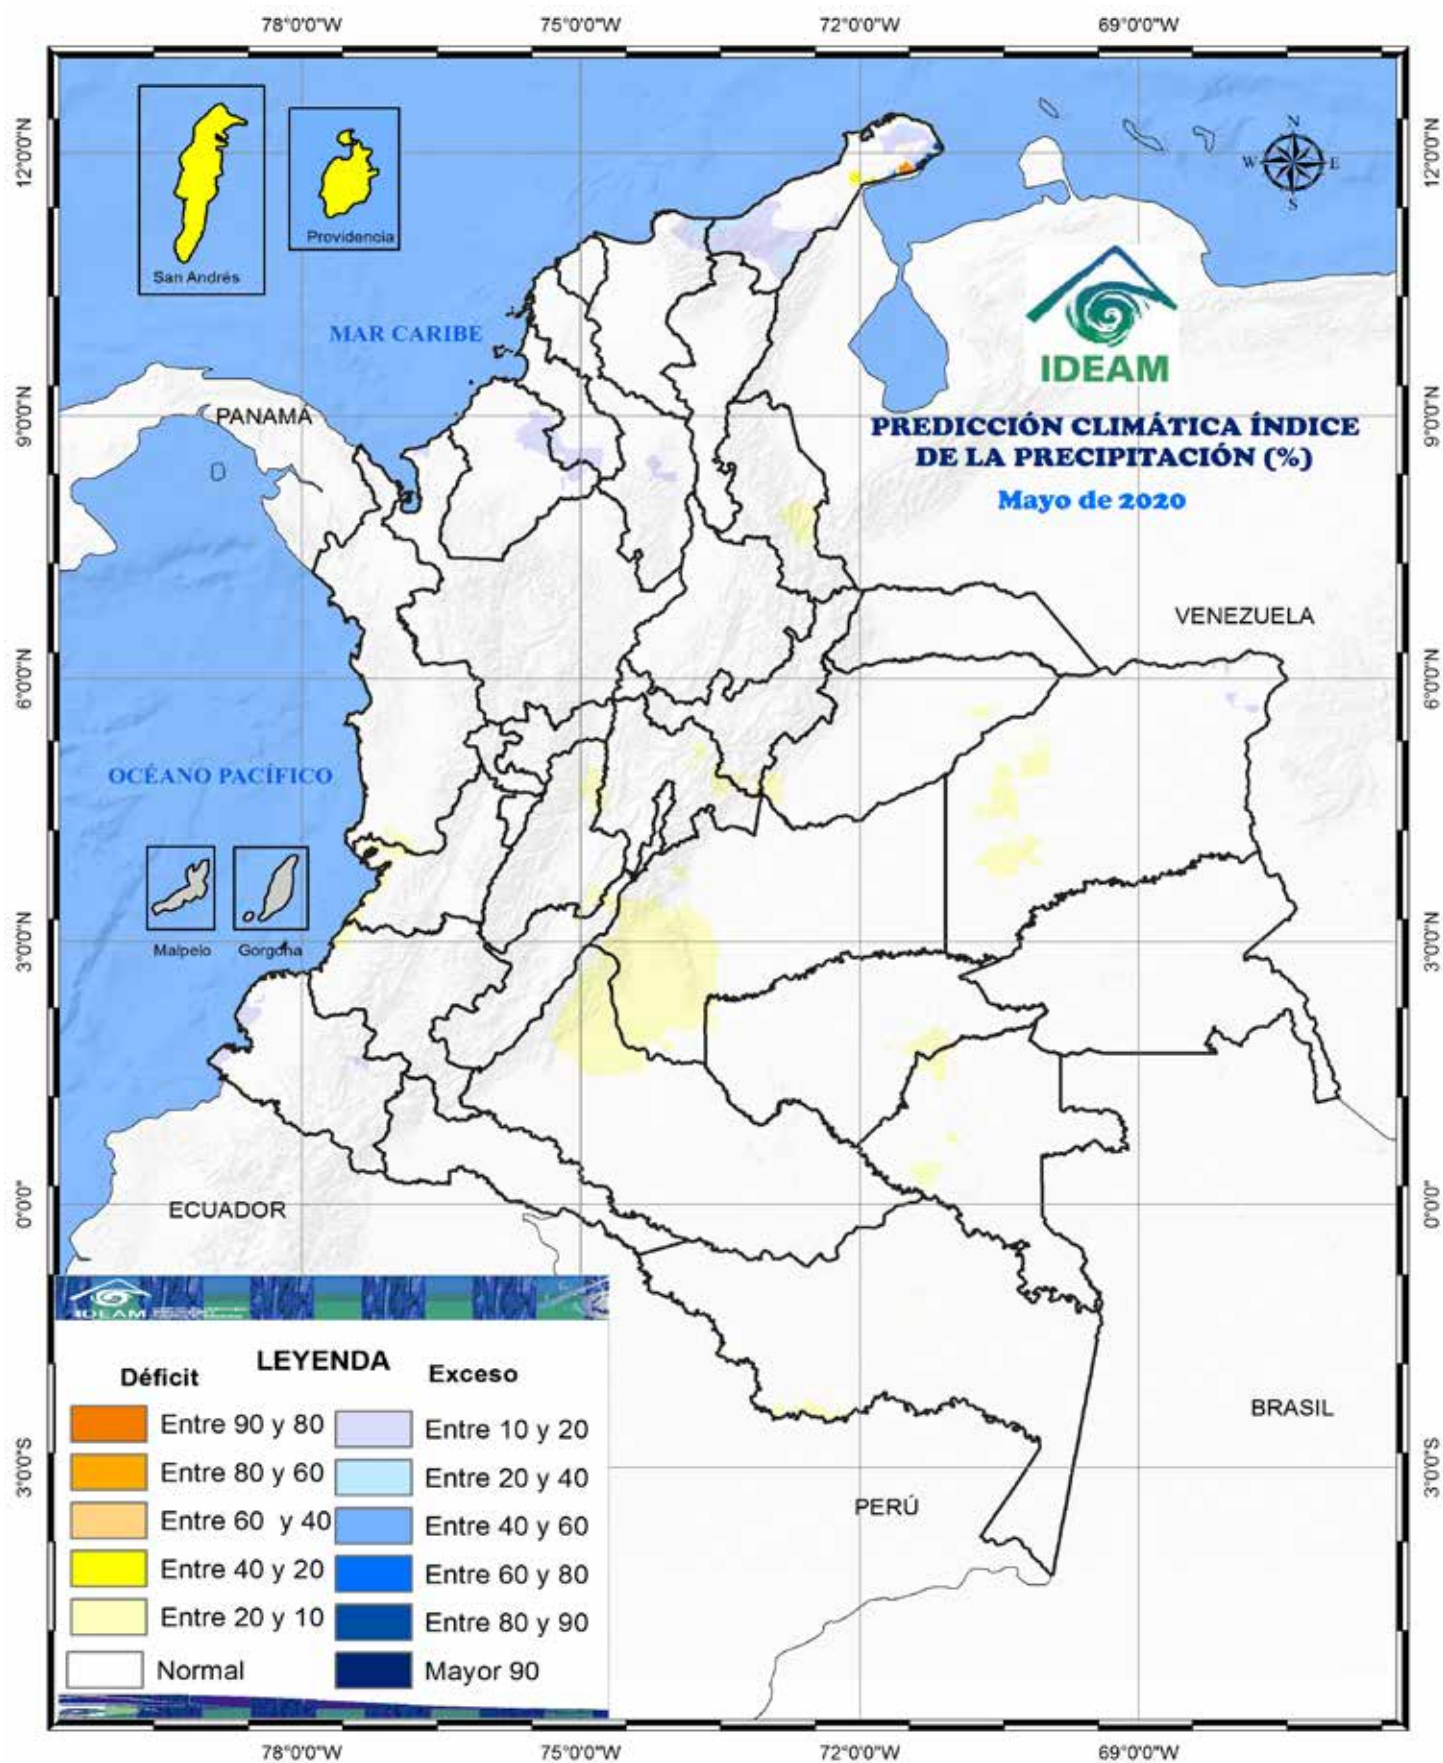 78°0'0"W 75°0'0"W 72°0'0"W 69°0'0"W
12°0'0"N
12°0'0"N
N
W E
S
San Andrés
Providencia
MAR CARIBE
IDEAM
9°0'0"N
9°0'0"N
PANAMÁ
PREDICCIÓN CLIMÁTICA ÍNDICE
DE LA PRECIPITACIÓN (%)
Mayo de 2020
VENEZUELA
6°0'0"N
6°0'0"N
OCÉANO PACÍFICO
Malpelo
Gorgona
3°0'0"N
3°0'0"N
ECUADOR
0°0'0"
0°0'0"
IDEAM
LEYENDA
Déficit
Exceso
Entre 90 y 80
Entre 10 y 20
Entre 80 y 60
Entre 20 y 40
Entre 60 y 40
Entre 40 y 60
Entre 40 y 20
Entre 60 y 80
Entre 20 y 10
Entre 80 y 90
Normal
Mayor 90
BRASIL
3°0'0"S
3°0'0"S
PERÚ
78°0'0"W 75°0'0"W 72°0'0"W 69°0'0"W